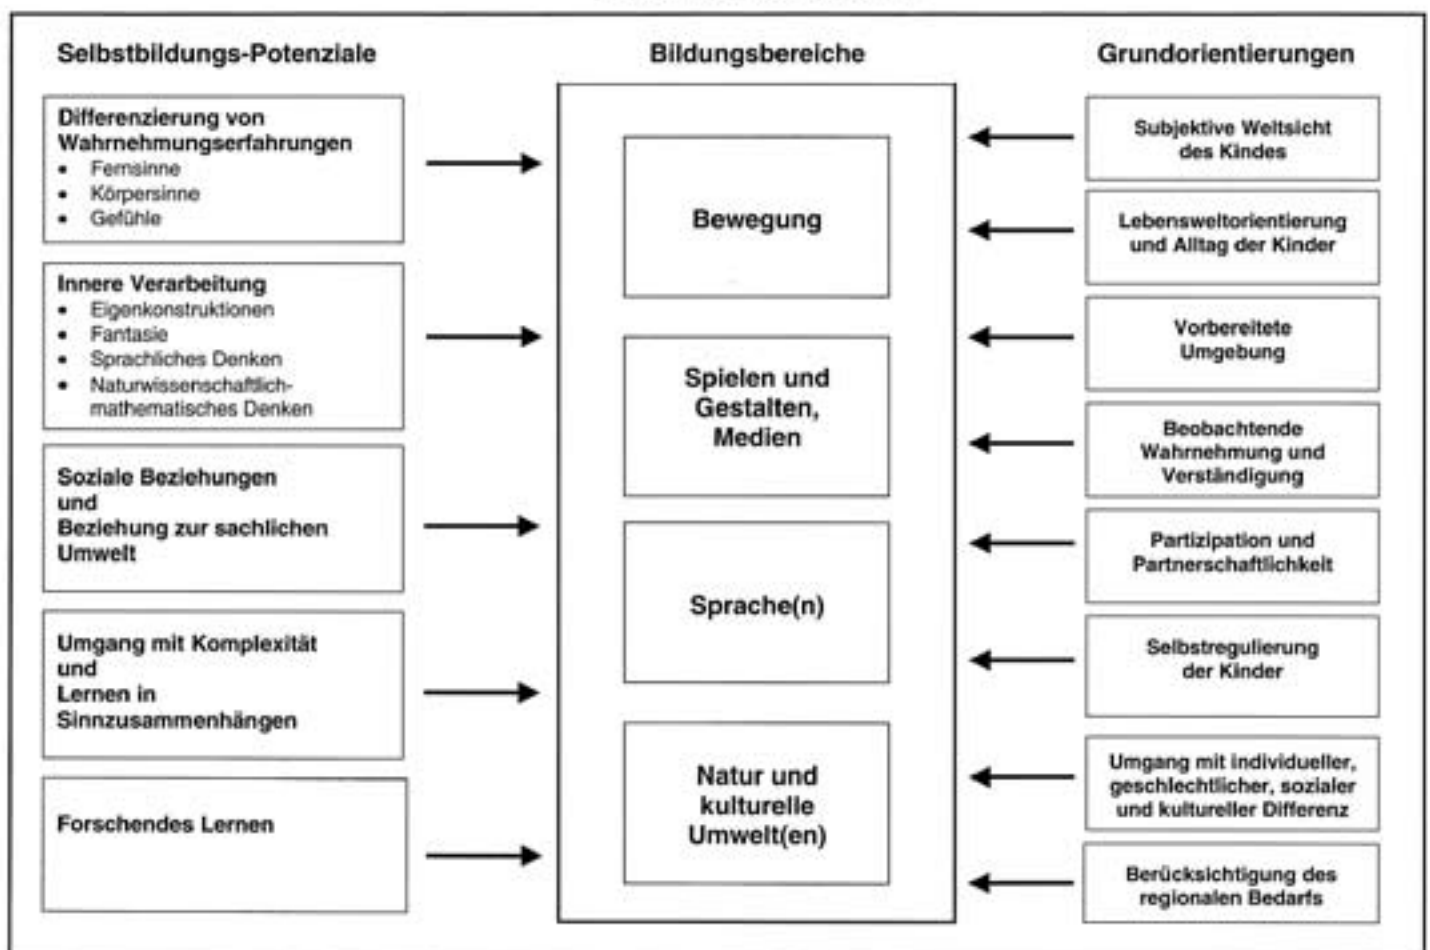 Selbstbildungs-Potenziale
Differenzierung von
Wahrnehmungserfahrungen
• Fernsinne
• Körpersinne
• Gefühle
Innere Verarbeitung
• Eigenkonstruktionen
• Fantasie
• Sprachliches Denken
• Naturwissenschaftlich-
mathematisches Denken
Soziale Beziehungen
und
Beziehung zur sachlichen
Umwelt
Umgang mit Komplexität
und
Lernen in
Sinnzusammenhängen
Forschendes Lernen
Bildungsbereiche
Bewegung
Spielen und
Gestalten,
Medien
Sprache(n)
Natur und
kulturelle
Umwelt(en)
Grundorientierungen
Subjektive Weltsicht
des Kindes
Lebensweltorientierung
und Alltag der Kinder
Vorbereitete
Umgebung
Beobachtende
Wahrnehmung und
Verständigung
Partizipation und
Partnerschaftlichkeit
Selbstregulierung
der Kinder
Umgang mit individueller,
geschlechtlicher, sozialer
und kultureller Differenz
Berücksichtigung des
regionalen Bedarfs